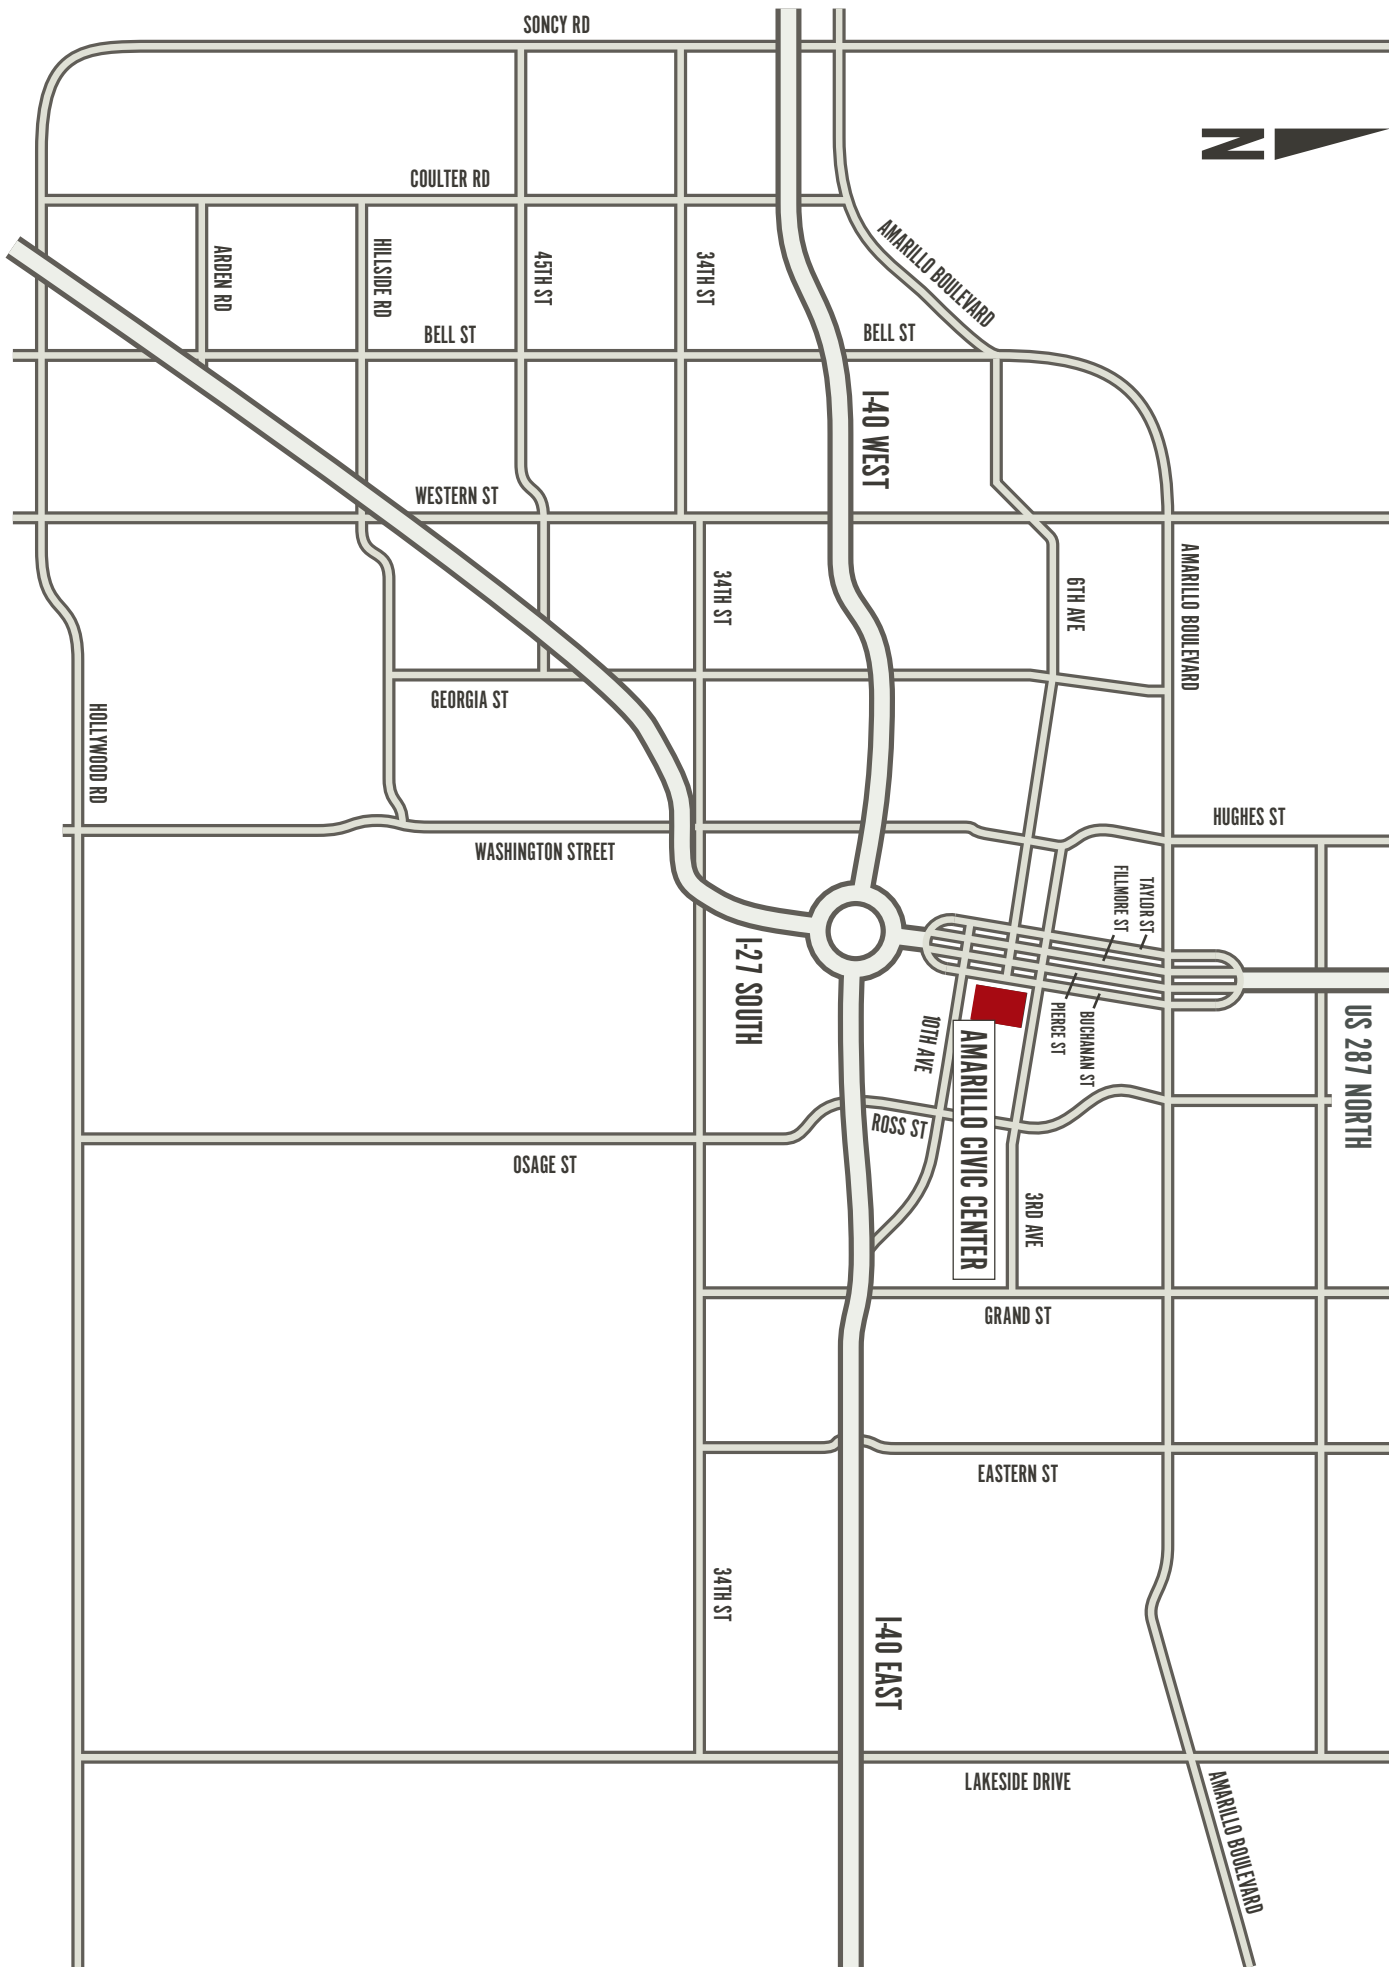 SONCY RD
N
COULTER RD
AMARILLO BOULEVARD
ARDEN RD
HILLSIDE RD
45TH ST
34TH ST
BELL ST
BELL ST
I-40 WEST
WESTERN ST
AMARILLO BOULEVARD
34TH ST
6TH AVE
GEORGIA ST
HOLLYWOOD RD
HUGHES ST
WASHINGTON STREET
TAYLOR ST
FILLMORE ST
I-27 SOUTH
PIERCE ST
BUCHANAN ST
US 287 NORTH
10TH AVE
AMARILLO CIVIC CENTER
ROSS ST
OSAGE ST
3RD AVE
GRAND ST
EASTERN ST
34TH ST
I-40 EAST
LAKESIDE DRIVE
AMARILLO BOULEVARD